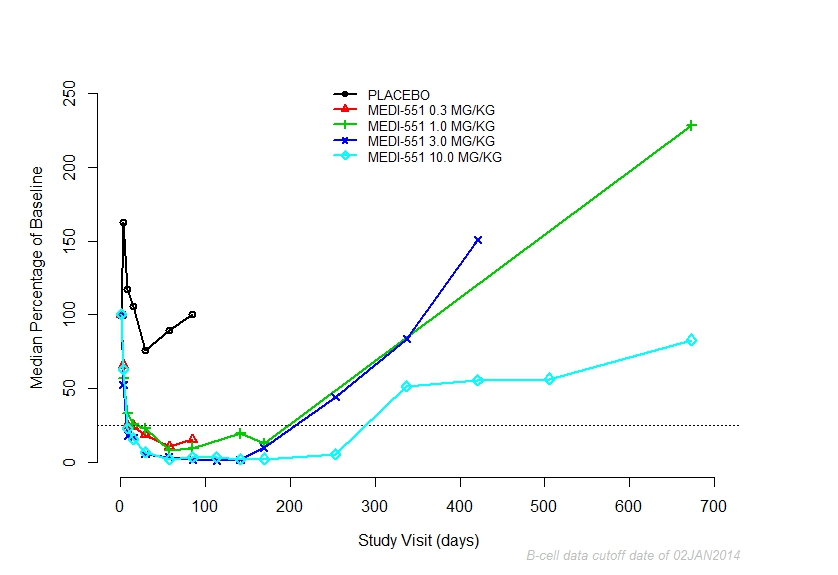 PLACEBO
MEDI-551 0.3 MG/KG
MEDI-551 1.0 MG/KG
MEDI-551 3.0 MG/KG
MEDI-551 10.0 MG/KG
Median Percentage of Baseline
250
200
150
100
50
0
0 100 200 300 400 500 600 700
Study Visit (days)
B-cell data cutoff date of 02JAN2014